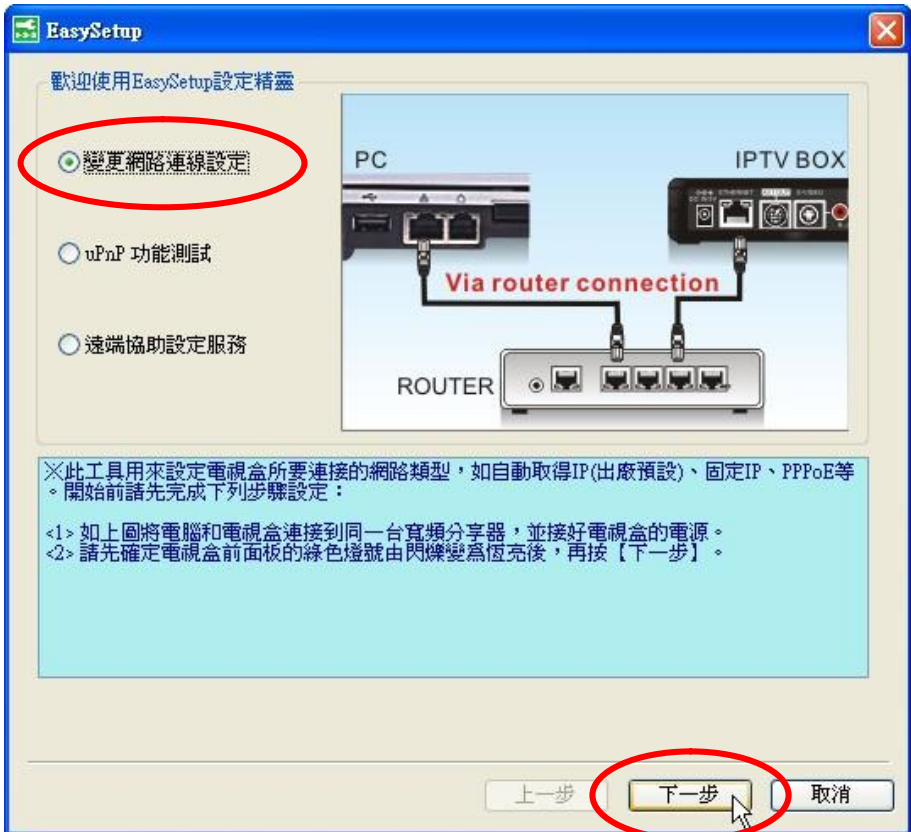 EasySetup
歡迎使用EasySetup設定精靈
變更網路連線設定
uPnP 功能測試
遠端協助設定服務
PC
IPTV BOX
Via router connection
ROUTER
※此工具用來設定電視盒所要連接的網路類型，如自動取得IP(出廠預設)、固定IP、PPPoE等
。開始前請先完成下列步驟設定：
<1> 如上圖將電腦和電視盒連接到同一台寬頻分享器，並接好電視盒的電源。
<2> 請先確定電視盒前面板的綠色燈號由閃爍變為恆亮後，再按【下一步】。
上一步
下一步
取消